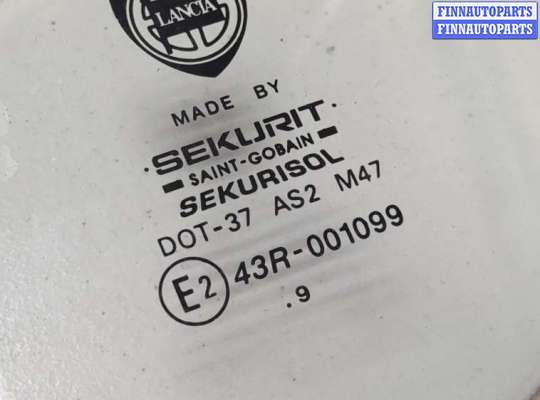 FINNAUTOPARTS
FINNAUTOPARTS
LANCIA
MADE BY
SEKURIT
SAINT-GOBAIN
SEKURISOL
DOT-37 AS2 M47
E2 43R-001099
.9